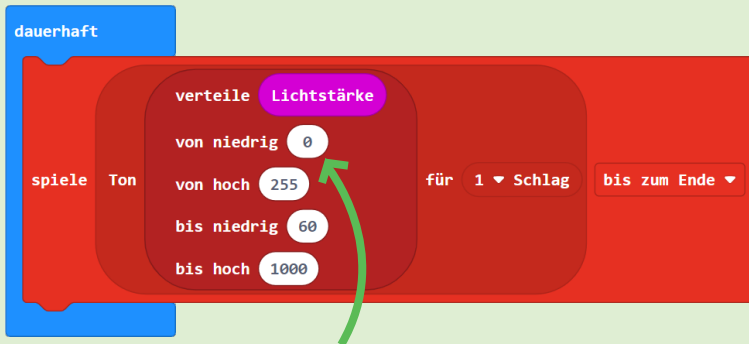 dauerhaft
verteile Lichtstärke
von niedrig 0
spiele Ton von hoch 255 für 1 Schlag bis zum Ende
bis niedrig 60
bis hoch 1000